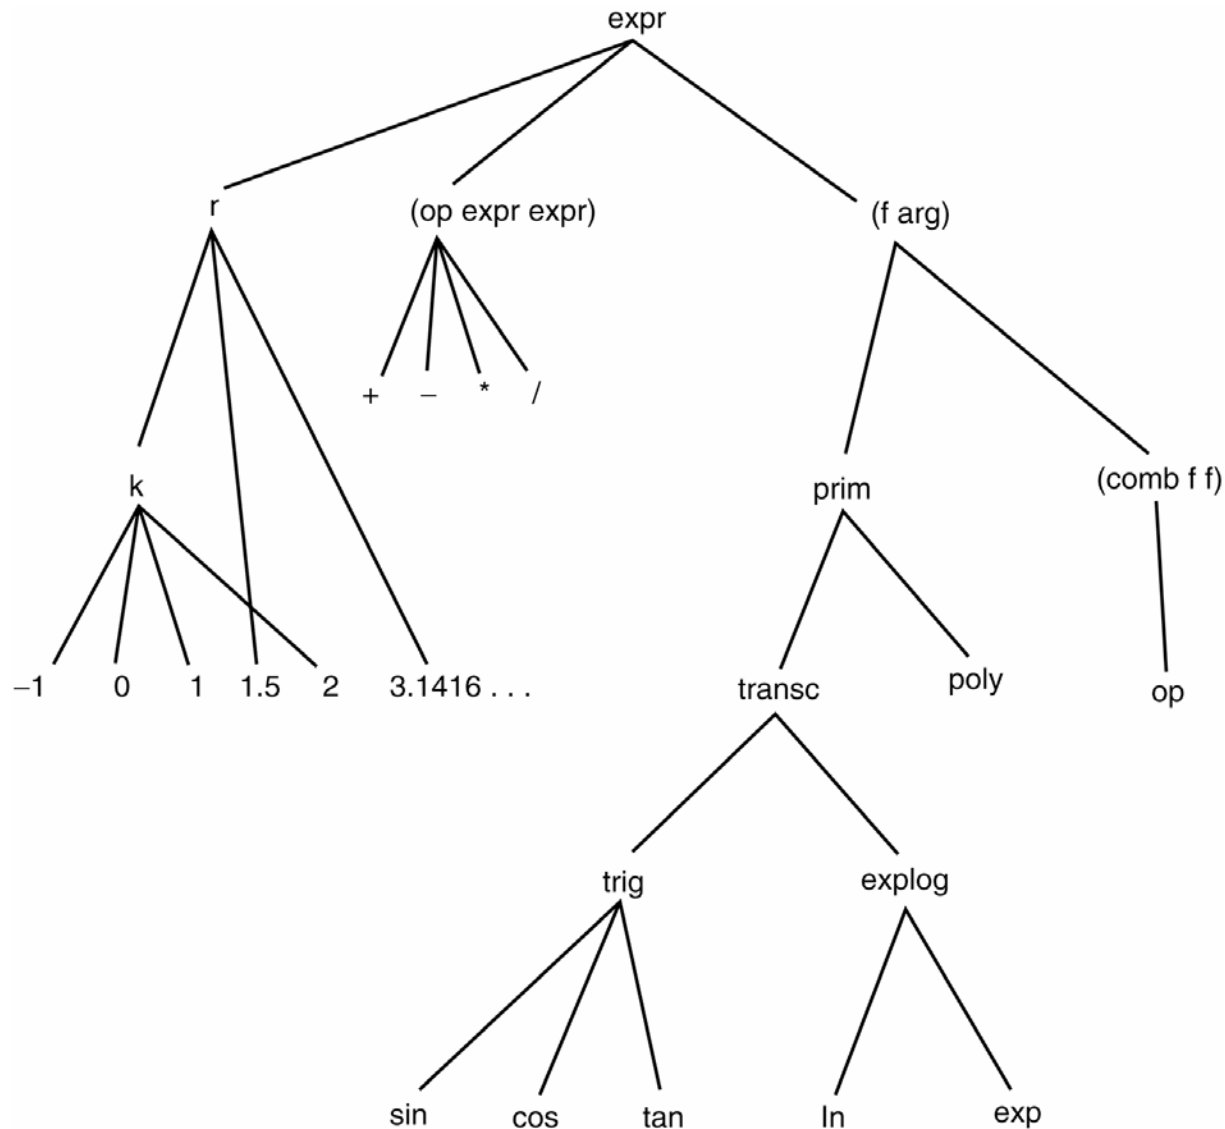 expr
r (op expr expr) (f arg)
+ – * /
k prim (comb f f)
–1 0 1 1.5 2 3.1416 . . . transc poly op
trig explog
sin cos tan ln exp